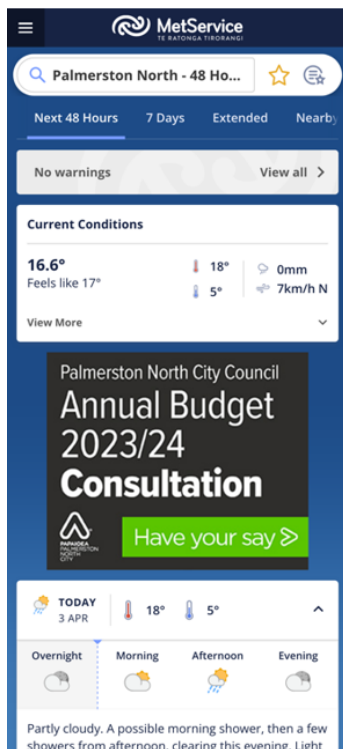 MetService
TE RATONGA TIRORANGI
Palmerston North - 48 Ho...
Next 48 Hours 7 Days Extended Nearby
No warnings View all
Current Conditions
16.6° 18° 0mm
Feels like 17° 5° 7km/h N
View More
Palmerston North City Council
Annual Budget
2023/24
Consultation
PAPAIOEA
PALMERSTON
NORTH
CITY
Have your say
TODAY 18° 5°
3 APR
Overnight Morning Afternoon Evening
Partly cloudy. A possible morning shower, then a few
showers from afternoon, clearing this evening. Light